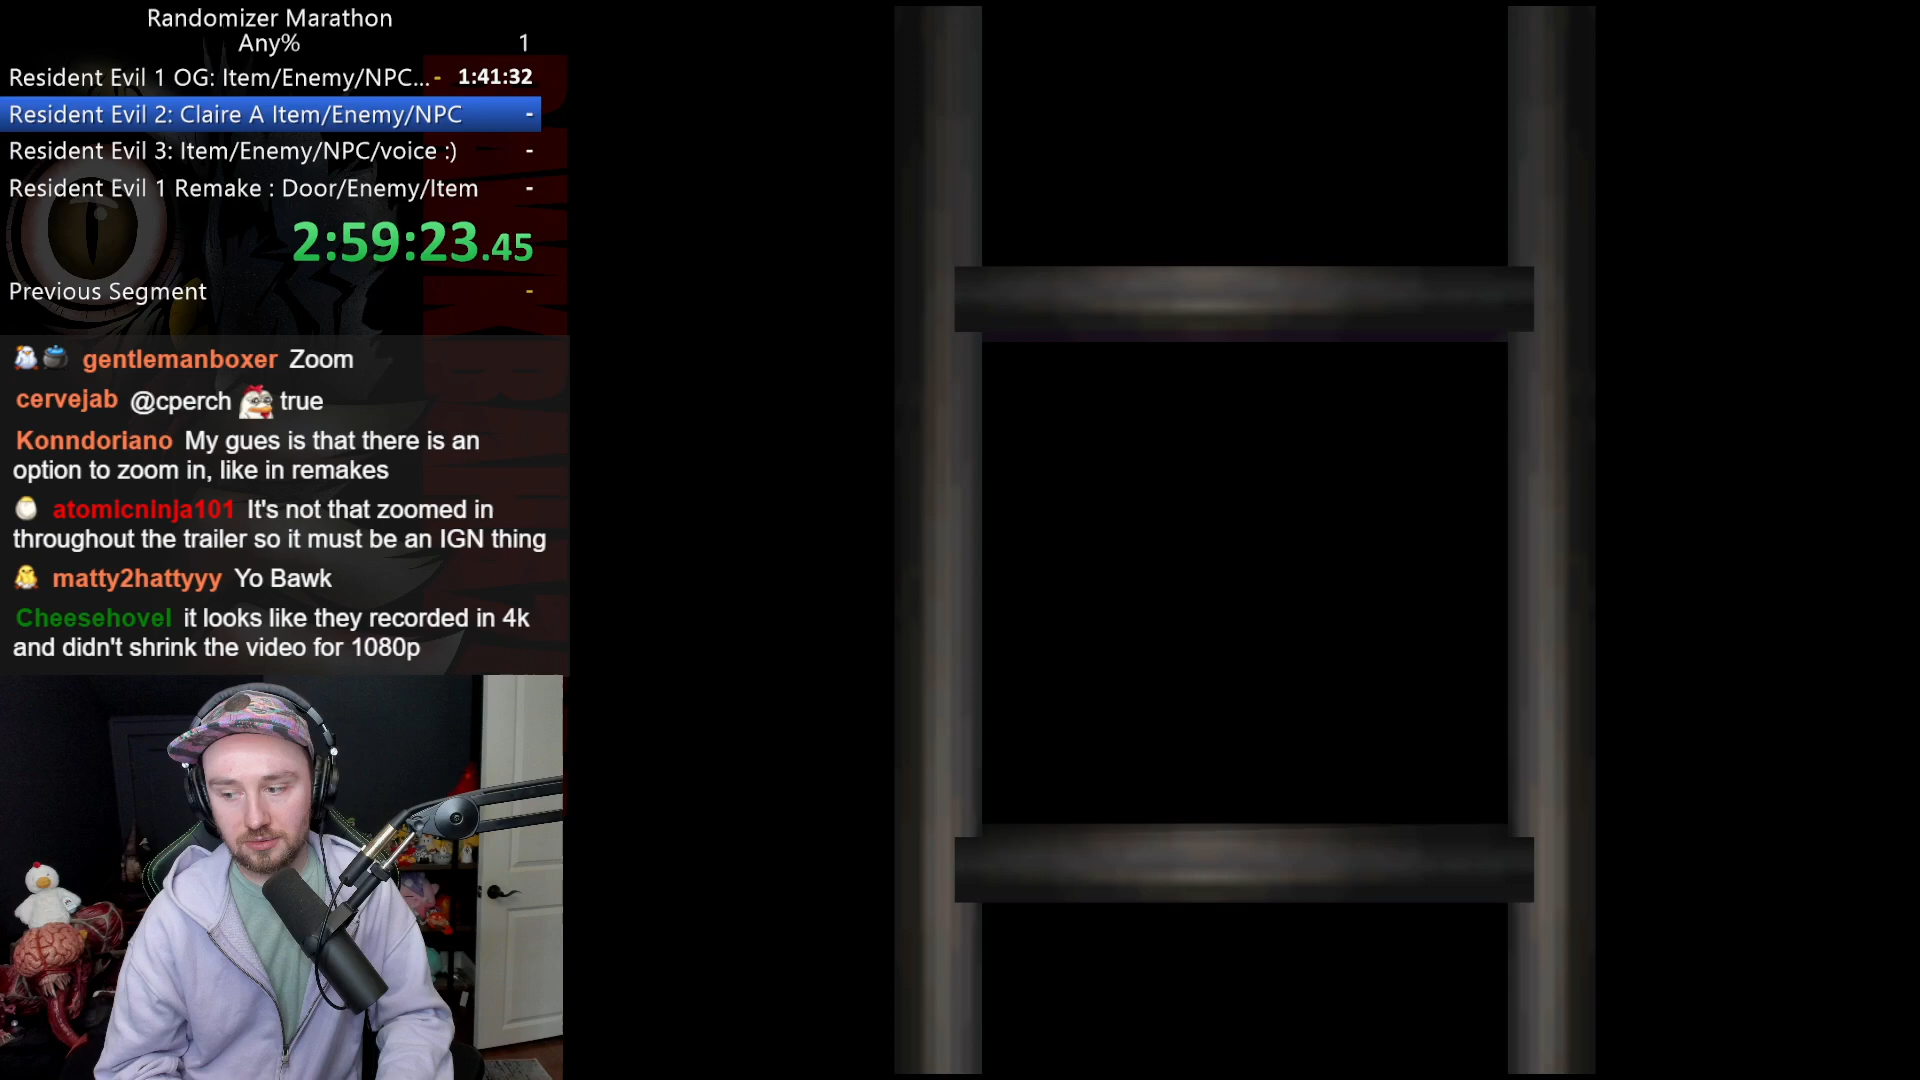 Randomizer Marathon
Any% 1
Resident Evil 1 OG: Item/Enemy/NPC... - 1:41:32
Resident Evil 2: Claire A Item/Enemy/NPC -
Resident Evil 3: Item/Enemy/NPC/voice :) -
Resident Evil 1 Remake : Door/Enemy/Item -
2:59:23.45
Previous Segment -
gentlemanboxer Zoom
cervejab @cperch true
Konndoriano My gues is that there is an
option to zoom in, like in remakes
atomicninja101 It's not that zoomed in
throughout the trailer so it must be an IGN thing
matty2hattyyy Yo Bawk
Cheesehovel it looks like they recorded in 4k
and didn't shrink the video for 1080p